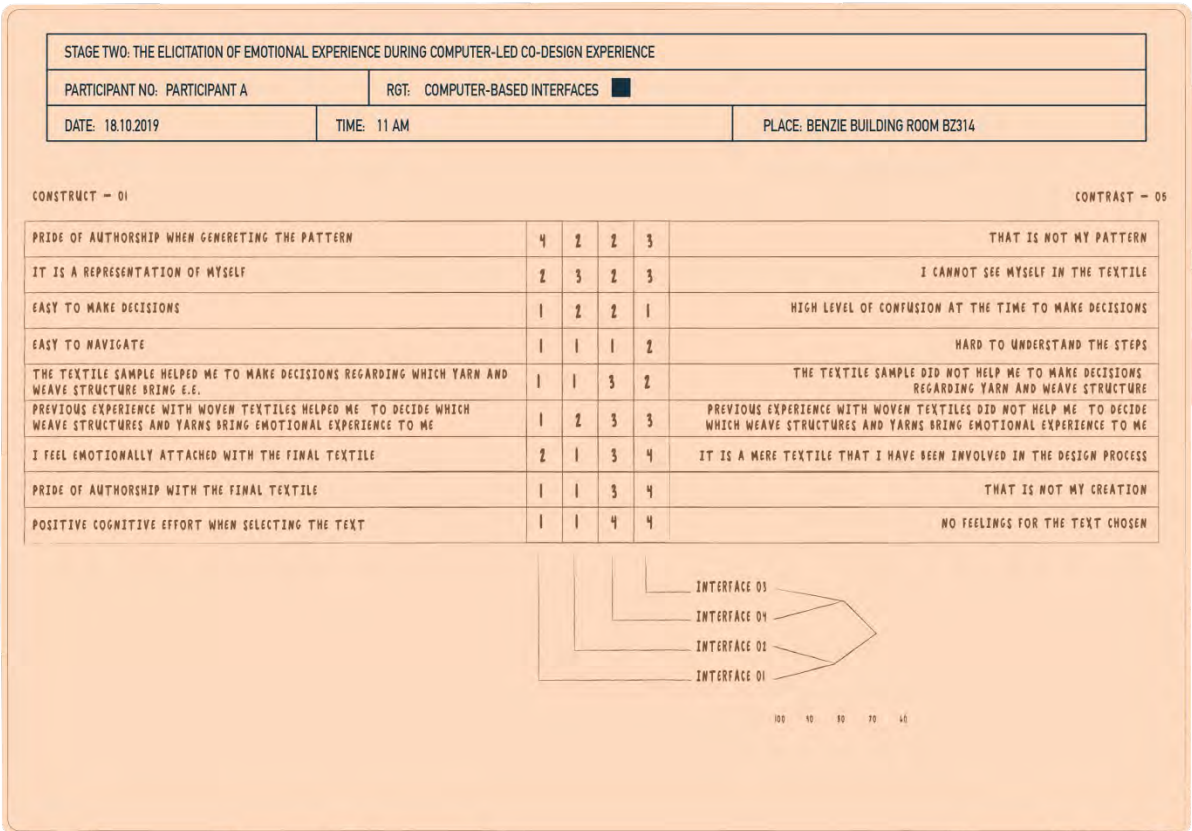 STAGE TWO: THE ELICITATION OF EMOTIONAL EXPERIENCE DURING COMPUTER-LED CO-DESIGN EXPERIENCE
PARTICIPANT NO: PARTICIPANT A RGT: COMPUTER-BASED INTERFACES
DATE: 18.10.2019 TIME: 11 AM PLACE: BENZIE BUILDING ROOM BZ314
CONSTRUCT - 01 CONTRAST - 05
PRIDE OF AUTHORSHIP WHEN GENERETING THE PATTERN 4 2 2 3 THAT IS NOT MY PATTERN
IT IS A REPRESENTATION OF MYSELF 2 3 2 3 I CANNOT SEE MYSELF IN THE TEXTILE
EASY TO MAKE DECISIONS 1 2 2 1 HIGH LEVEL OF CONFUSION AT THE TIME TO MAKE DECISIONS
EASY TO NAVIGATE 1 1 1 2 HARD TO UNDERSTAND THE STEPS
THE TEXTILE SAMPLE HELPED ME TO MAKE DECISIONS REGARDING WHICH YARN AND
WEAVE STRUCTURE BRING E.E.
1 1 3 2
THE TEXTILE SAMPLE DID NOT HELP ME TO MAKE DECISIONS
REGARDING YARN AND WEAVE STRUCTURE
PREVIOUS EXPERIENCE WITH WOVEN TEXTILES HELPED ME TO DECIDE WHICH
WEAVE STRUCTURES AND YARNS BRING EMOTIONAL EXPERIENCE TO ME
1 2 3 3
PREVIOUS EXPERIENCE WITH WOVEN TEXTILES DID NOT HELP ME TO DECIDE
WHICH WEAVE STRUCTURES AND YARNS BRING EMOTIONAL EXPERIENCE TO ME
I FEEL EMOTIONALLY ATTACHED WITH THE FINAL TEXTILE 2 1 3 4 IT IS A MERE TEXTILE THAT I HAVE BEEN INVOLVED IN THE DESIGN PROCESS
PRIDE OF AUTHORSHIP WITH THE FINAL TEXTILE 1 1 3 4 THAT IS NOT MY CREATION
POSITIVE COGNITIVE EFFORT WHEN SELECTING THE TEXT 1 1 4 4 NO FEELINGS FOR THE TEXT CHOSEN
INTERFACE 03
INTERFACE 04
INTERFACE 02
INTERFACE 01
100 90 80 70 60